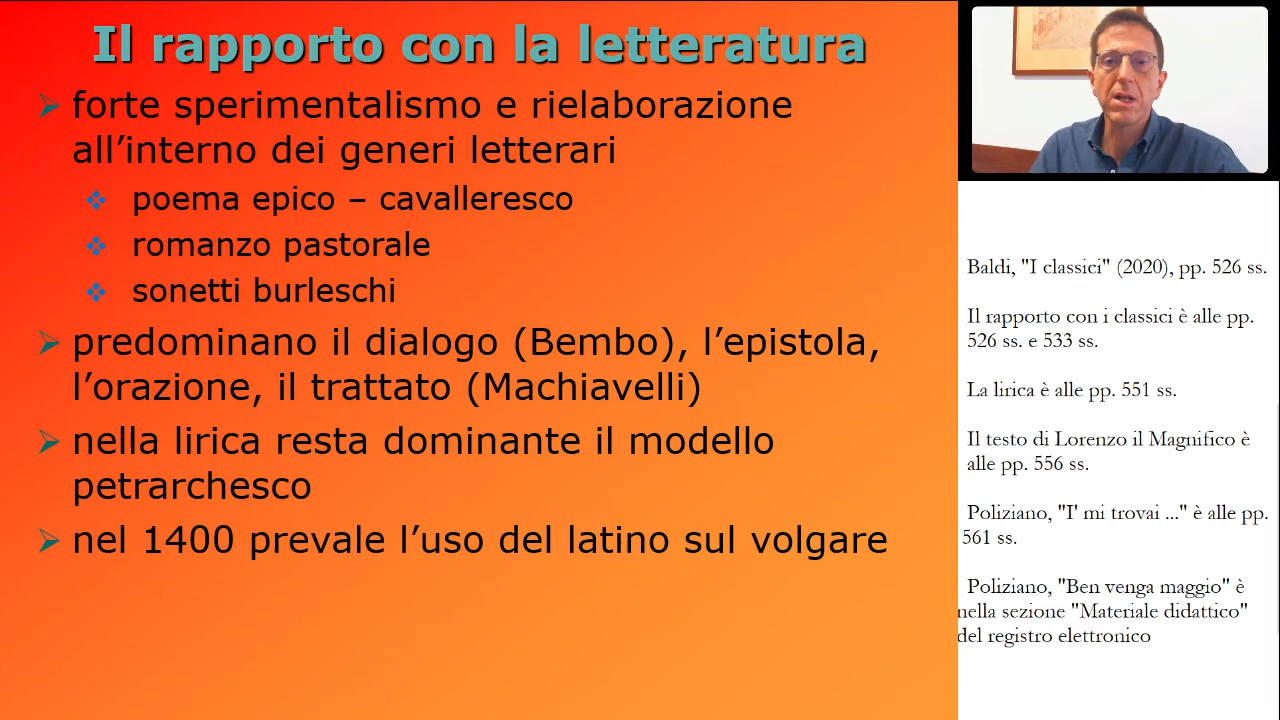 Il rapporto con la letteratura
forte sperimentalismo e rielaborazione
all’interno dei generi letterari
poema epico – cavalleresco
romanzo pastorale
sonetti burleschi
predominano il dialogo (Bembo), l’epistola,
l’orazione, il trattato (Machiavelli)
nella lirica resta dominante il modello
petrarchesco
nel 1400 prevale l’uso del latino sul volgare
Baldi, "I classici" (2020), pp. 526 ss.
Il rapporto con i classici è alle pp.
526 ss. e 533 ss.
La lirica è alle pp. 551 ss.
Il testo di Lorenzo il Magnifico è
alle pp. 556 ss.
Poliziano, "I' mi trovai ..." è alle pp.
561 ss.
Poliziano, "Ben venga maggio" è
nella sezione "Materiale didattico"
del registro elettronico